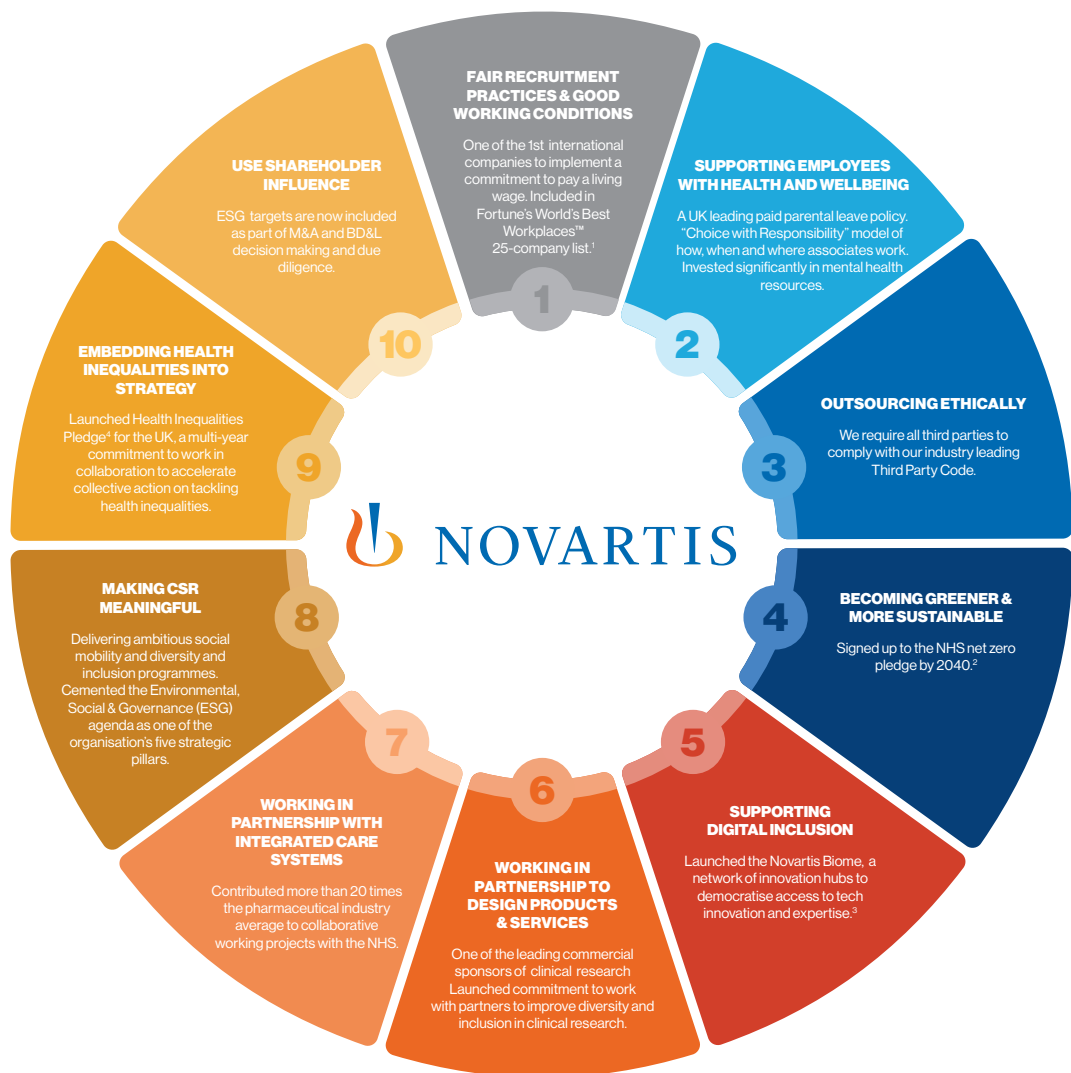 FAIR RECRUITMENT
PRACTICES & GOOD
WORKING CONDITIONS
One of the 1st international
companies to implement a
commitment to pay a living
wage. Included in
Fortune's World's Best
Workplaces™
25-company list.¹
1
SUPPORTING EMPLOYEES
WITH HEALTH AND WELLBEING
A UK leading paid parental leave policy.
"Choice with Responsibility" model of
how, when and where associates work.
Invested significantly in mental health
resources.
2
OUTSOURCING ETHICALLY
We require all third parties to
comply with our industry leading
Third Party Code.
3
BECOMING GREENER &
MORE SUSTAINABLE
Signed up to the NHS net zero
pledge by 2040.²
4
SUPPORTING
DIGITAL INCLUSION
Launched the Novartis Biome, a
network of innovation hubs to
democratise access to tech
innovation and expertise.³
5
WORKING IN
PARTNERSHIP TO
DESIGN PRODUCTS
& SERVICES
One of the leading commercial
sponsors of clinical research
Launched commitment to work
with partners to improve diversity and
inclusion in clinical research.
6
WORKING IN
PARTNERSHIP WITH
INTEGRATED CARE
SYSTEMS
Contributed more than 20 times
the pharmaceutical industry
average to collaborative
working projects with the NHS.
7
MAKING CSR
MEANINGFUL
Delivering ambitious social
mobility and diversity and
inclusion programmes.
Cemented the Environmental,
Social & Governance (ESG)
agenda as one of the
organisation's five strategic
pillars.
8
EMBEDDING HEALTH
INEQUALITIES INTO
STRATEGY
Launched Health Inequalities
Pledge⁴ for the UK, a multi-year
commitment to work in
collaboration to accelerate
collective action on tackling
health inequalities.
9
USE SHAREHOLDER
INFLUENCE
ESG targets are now included
as part of M&A and BD&L
decision making and due
diligence.
10
NOVARTIS